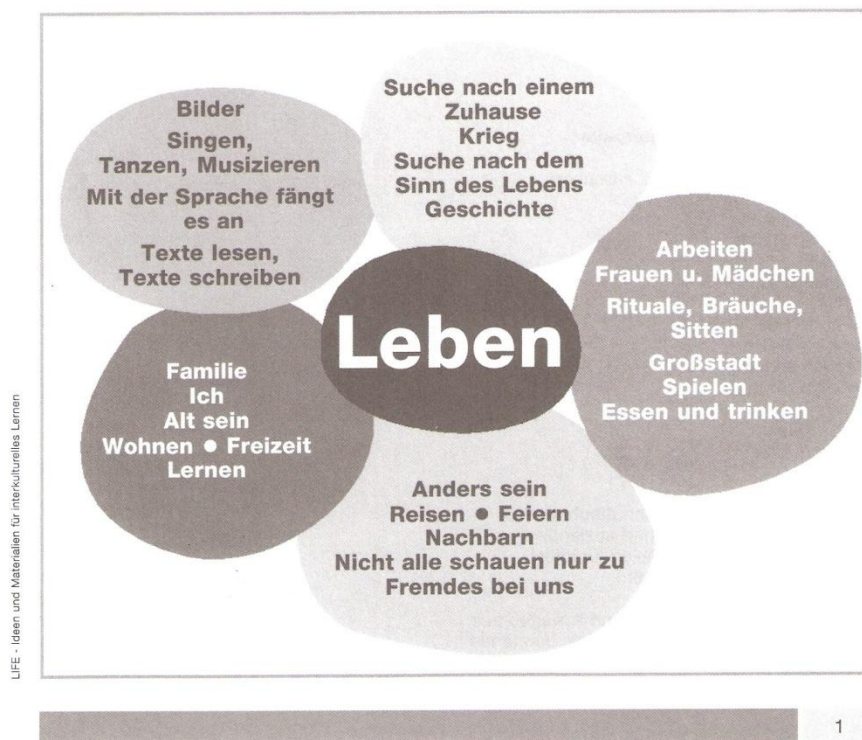 Bilder
Singen,
Tanzen, Musizieren
Mit der Sprache fängt
es an
Texte lesen,
Texte schreiben
Suche nach einem
Zuhause
Krieg
Suche nach dem
Sinn des Lebens
Geschichte
Arbeiten
Frauen u. Mädchen
Rituale, Bräuche,
Sitten
Großstadt
Spielen
Essen und trinken
Leben
Familie
Ich
Alt sein
Wohnen ● Freizeit
Lernen
Anders sein
Reisen ● Feiern
Nachbarn
Nicht alle schauen nur zu
Fremdes bei uns
LIFE - Ideen und Materialien für interkulturelles Lernen
1